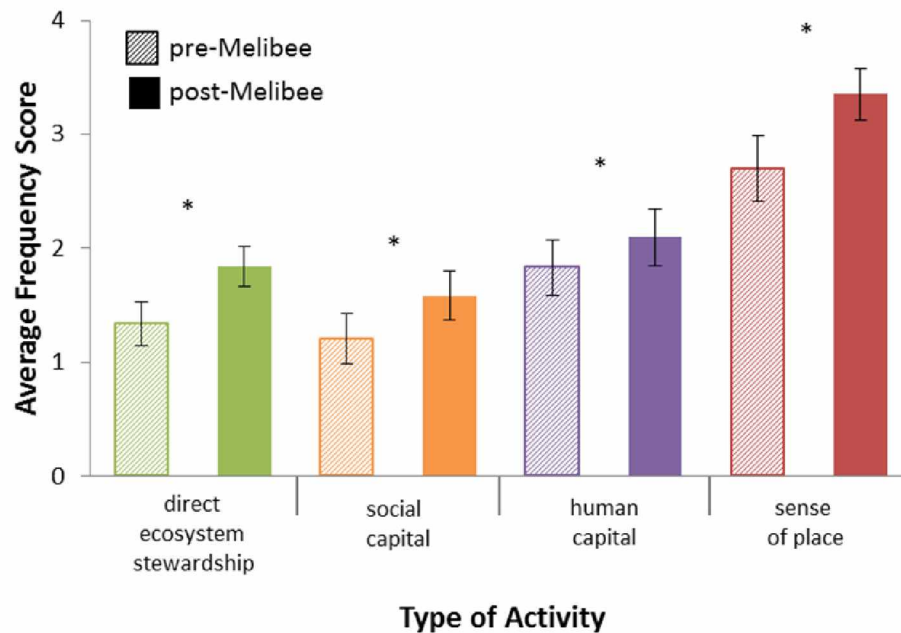 4
3
2
1
0
Average Frequency Score
pre-Melibee
post-Melibee
*
*
*
*
direct
ecosystem
stewardship
social
capital
human
capital
sense
of place
Type of Activity